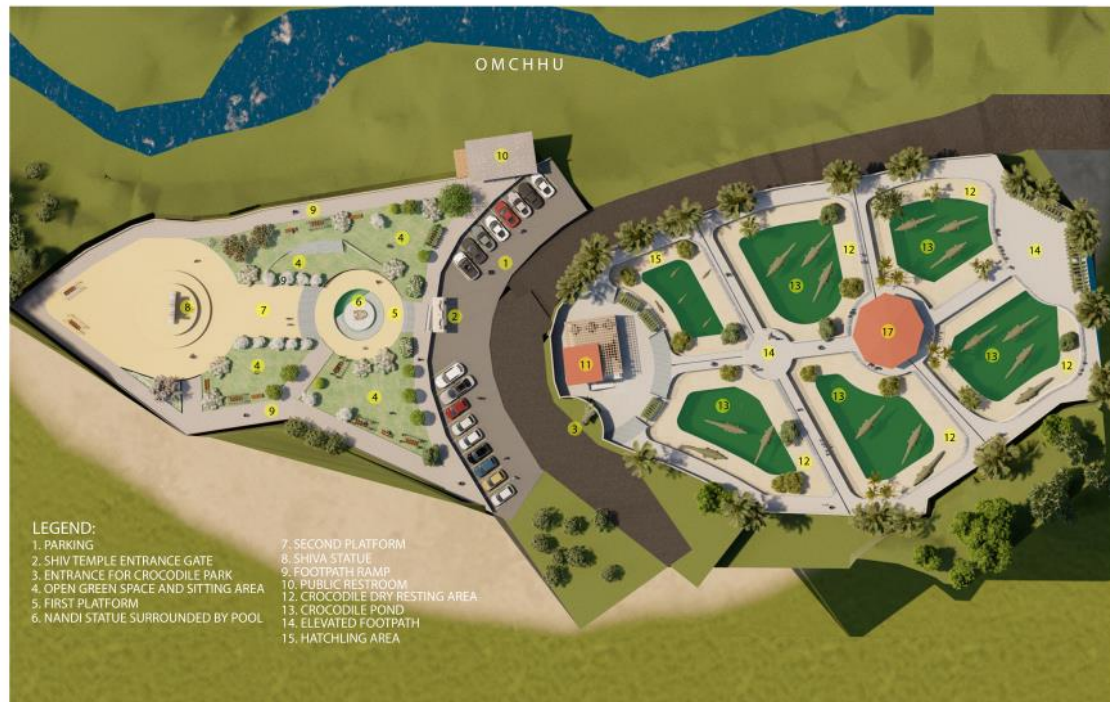 OMCHHU
10
12
9
4
13
12
14
15
1
4
9
13
6
8
7
5
2
17
14
13
11
4
12
4
13
9
13
3
12
12
LEGEND:
1. PARKING
2. SHIV TEMPLE ENTRANCE GATE
3. ENTRANCE FOR CROCODILE PARK
4. OPEN GREEN SPACE AND SITTING AREA
5. FIRST PLATFORM
6. NANDI STATUE SURROUNDED BY POOL
7. SECOND PLATFORM
8. SHIVA STATUE
9. FOOTPATH RAMP
10. PUBLIC RESTROOM
12. CROCODILE DRY RESTING AREA
13. CROCODILE POND
14. ELEVATED FOOTPATH
15. HATCHLING AREA